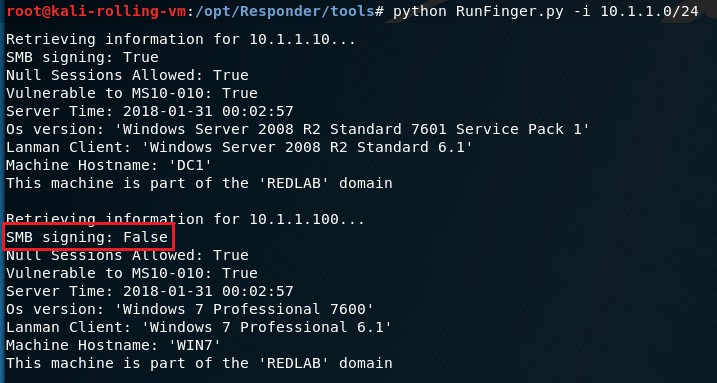 root@kali-rolling-vm:/opt/Responder/tools# python RunFinger.py -i 10.1.1.0/24
Retrieving information for 10.1.1.10...
SMB signing: True
Null Sessions Allowed: True
Vulnerable to MS10-010: True
Server Time: 2018-01-31 00:02:57
Os version: 'Windows Server 2008 R2 Standard 7601 Service Pack 1'
Lanman Client: 'Windows Server 2008 R2 Standard 6.1'
Machine Hostname: 'DC1'
This machine is part of the 'REDLAB' domain
Retrieving information for 10.1.1.100...
SMB signing: False
Null Sessions Allowed: True
Vulnerable to MS10-010: True
Server Time: 2018-01-31 00:02:57
Os version: 'Windows 7 Professional 7600'
Lanman Client: 'Windows 7 Professional 6.1'
Machine Hostname: 'WIN7'
This machine is part of the 'REDLAB' domain